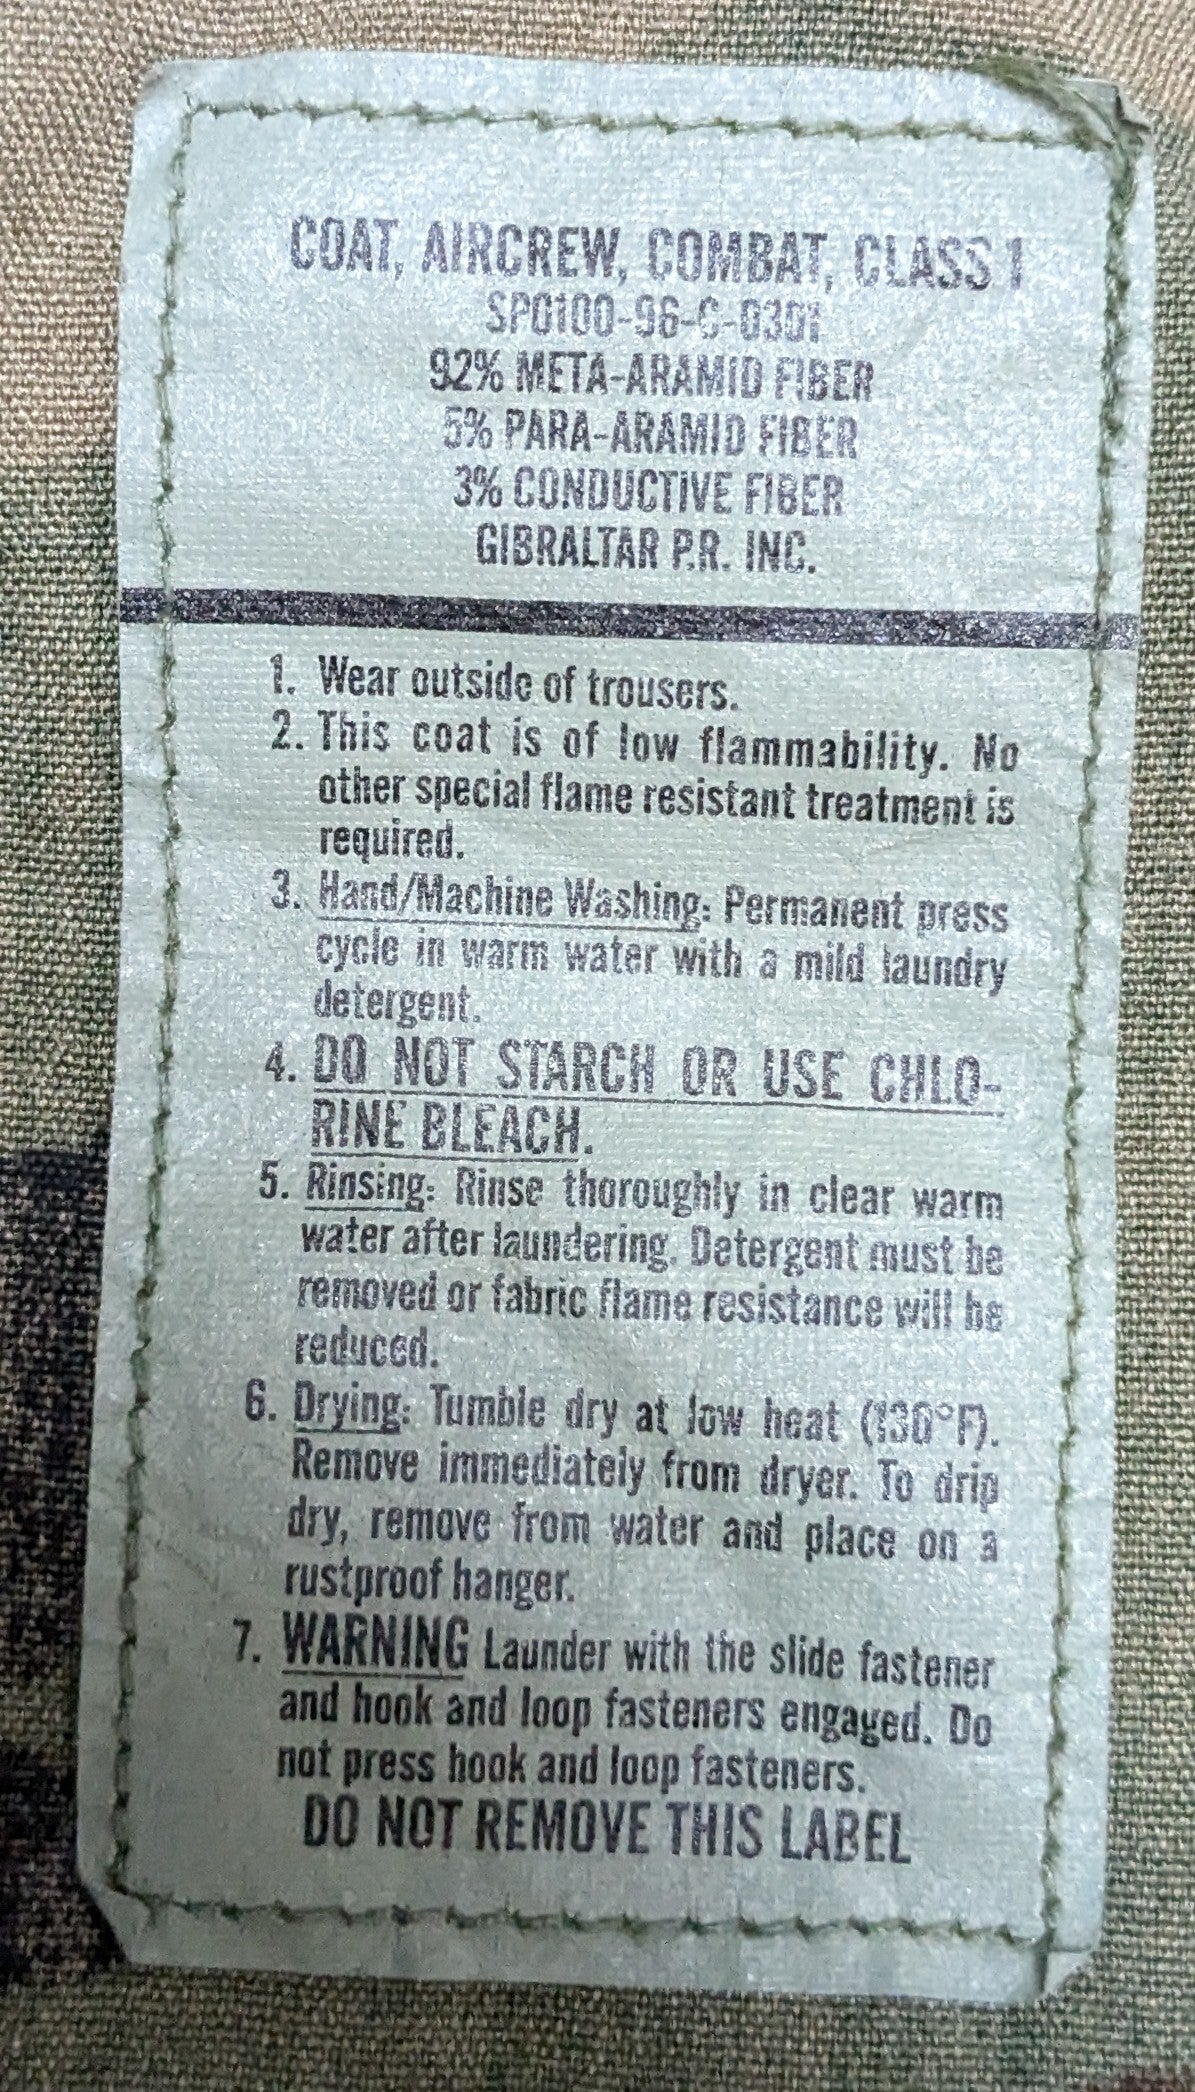 COAT, AIRCREW, COMBAT, CLASS 1
SPO100-96-C-0301
92% META-ARAMID FIBER
5% PARA-ARAMID FIBER
3% CONDUCTIVE FIBER
GIBRALTAR P.R. INC.
1. Wear outside of trousers.
2. This coat is of low flammability. No
other special flame resistant treatment is
required.
3. Hand/Machine Washing: Permanent press
cycle in warm water with a mild laundry
detergent.
4. DO NOT STARCH OR USE CHLO-
RINE BLEACH.
5. Rinsing: Rinse thoroughly in clear warm
water after laundering. Detergent must be
removed or fabric flame resistance will be
reduced.
6. Drying: Tumble dry at low heat (130°F).
Remove immediately from dryer. To drip
dry, remove from water and place on a
rustproof hanger.
7. WARNING Launder with the slide fastener
and hook and loop fasteners engaged. Do
not press hook and loop fasteners.
DO NOT REMOVE THIS LABEL